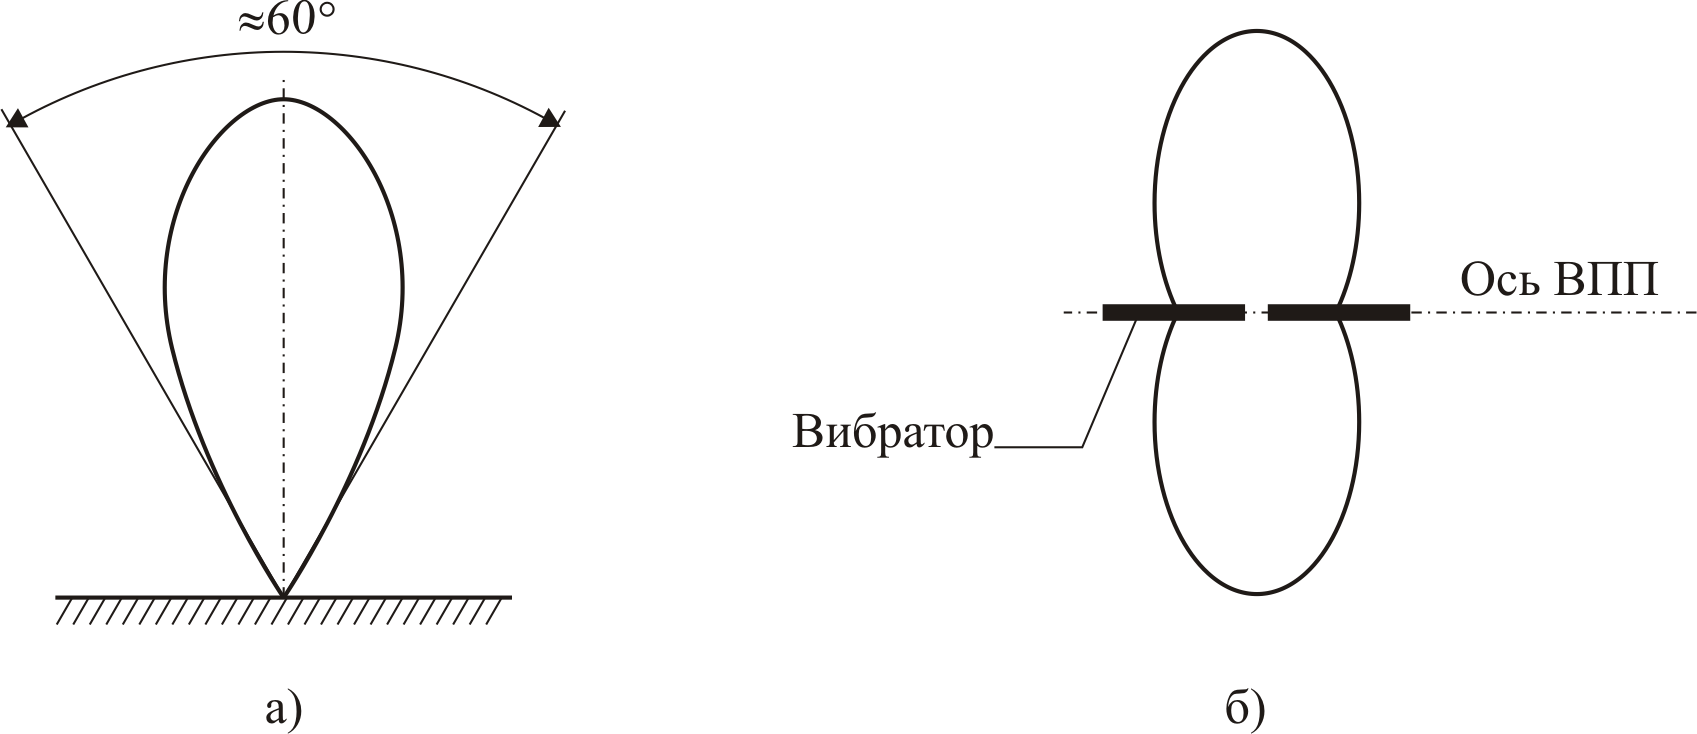 ≈60°
Ось ВПП
Вибратор
а)
б)